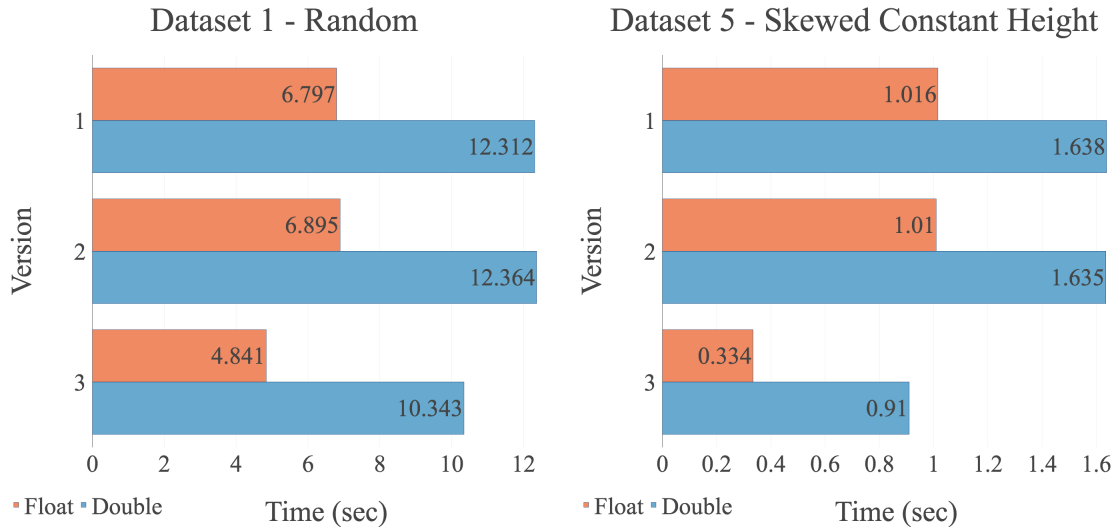 Dataset 1 - Random
Version
1
6.797
12.312
2
6.895
12.364
3
4.841
10.343
0 2 4 6 8 10 12
Float Double
Time (sec)
Dataset 5 - Skewed Constant Height
Version
1
1.016
1.638
2
1.01
1.635
3
0.334
0.91
0 0.2 0.4 0.6 0.8 1 1.2 1.4 1.6
Float Double
Time (sec)